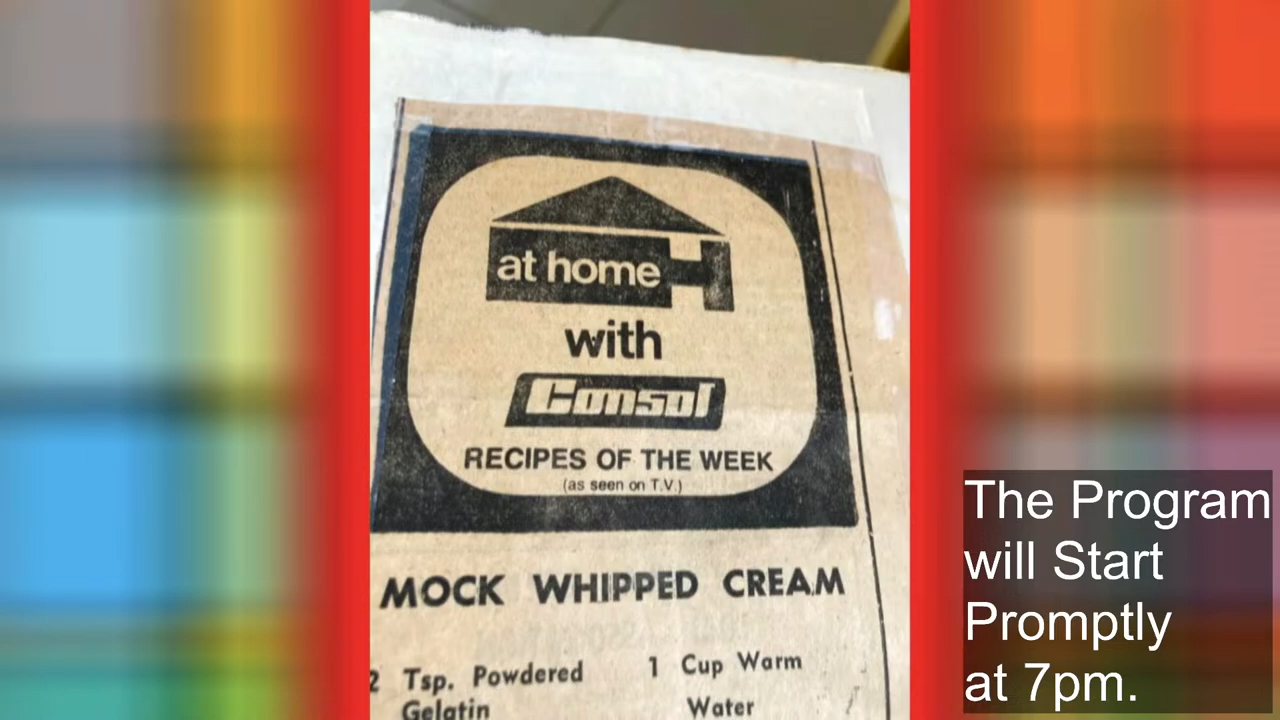 at home
with
Consol
RECIPES OF THE WEEK
(as seen on T.V.)
MOCK WHIPPED CREAM
2 Tsp. Powdered
Gelatin
1 Cup Warm
Water
The Program
will Start
Promptly
at 7pm.